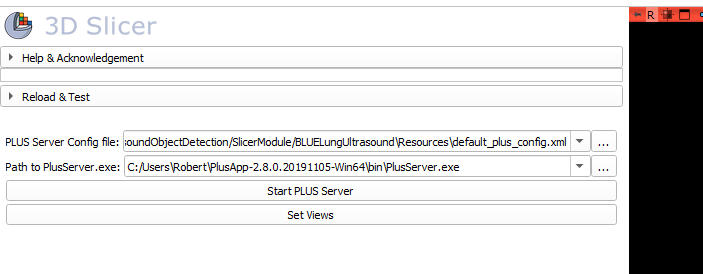 3D Slicer
R
Help & Acknowledgement
Reload & Test
PLUS Server Config file: soundObjectDetection/SlicerModule/BLUELungUltrasound\Resources\default_plus_config.xml ...
Path to PlusServer.exe: C:/Users\Robert\PlusApp-2.8.0.20191105-Win64\bin\PlusServer.exe ...
Start PLUS Server
Set Views